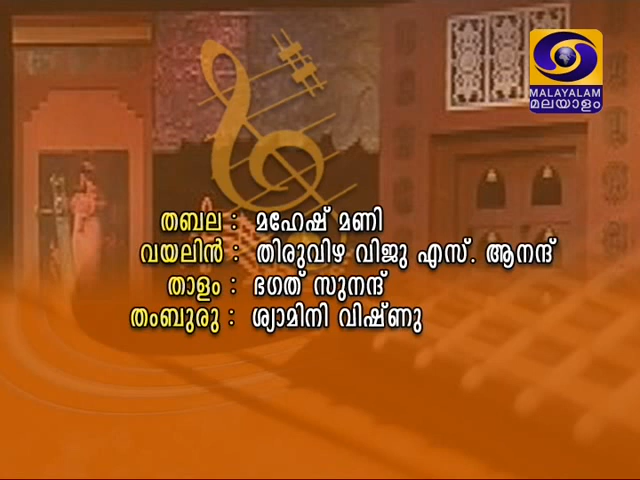 MALAYALAM
മലയാളം
തബല : മഹേഷ് മണി
വയലിൻ : തിരുവിഴ വിജു എസ്. ആനന്ദ്
താളം : ഭഗത് സുനന്ദ്
തംബുരു : ശ്യാമിനി വിഷ്ണു